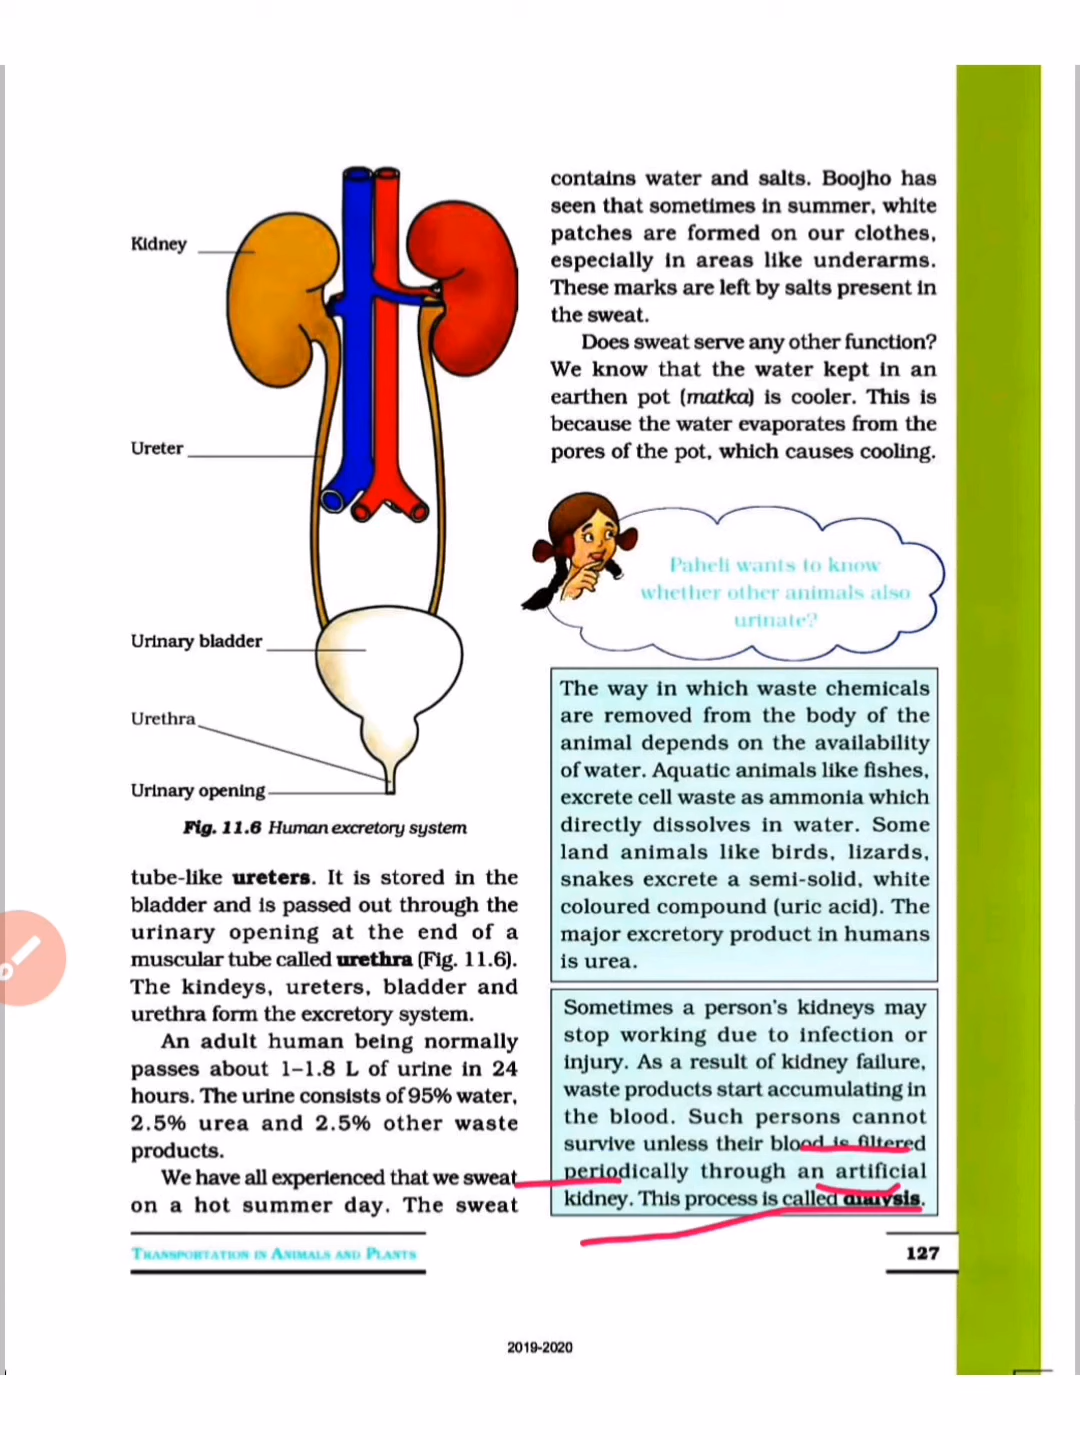 Kidney
Ureter
Urinary bladder
Urethra
Urinary opening
Fig. 11.6 Human excretory system
tube-like ureters. It is stored in the
bladder and is passed out through the
urinary opening at the end of a
muscular tube called urethra (Fig. 11.6).
The kindeys, ureters, bladder and
urethra form the excretory system.
An adult human being normally
passes about 1–1.8 L of urine in 24
hours. The urine consists of 95% water,
2.5% urea and 2.5% other waste
products.
We have all experienced that we sweat
on a hot summer day. The sweat
contains water and salts. Boojho has
seen that sometimes in summer, white
patches are formed on our clothes,
especially in areas like underarms.
These marks are left by salts present in
the sweat.
Does sweat serve any other function?
We know that the water kept in an
earthen pot (matka) is cooler. This is
because the water evaporates from the
pores of the pot, which causes cooling.
Paheli wants to know
whether other animals also
urinate?
The way in which waste chemicals
are removed from the body of the
animal depends on the availability
of water. Aquatic animals like fishes,
excrete cell waste as ammonia which
directly dissolves in water. Some
land animals like birds, lizards,
snakes excrete a semi-solid, white
coloured compound (uric acid). The
major excretory product in humans
is urea.
Sometimes a person's kidneys may
stop working due to infection or
injury. As a result of kidney failure,
waste products start accumulating in
the blood. Such persons cannot
survive unless their blood is filtered
periodically through an artificial
kidney. This process is called dialysis.
TRANSPORTATION IN ANIMALS AND PLANTS
127
2019-2020